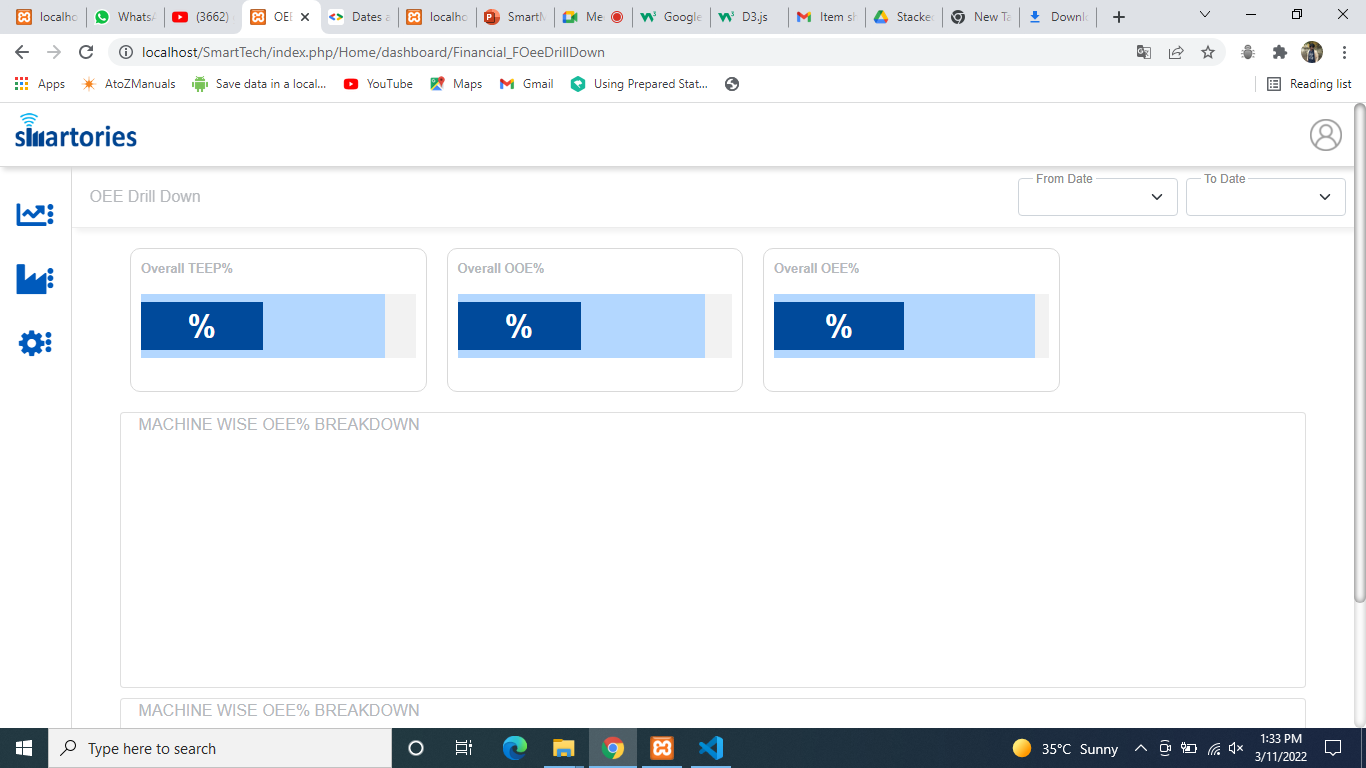 localho
WhatsA
(3662)
OEE
Dates a
localho
SmartM
Me
Google
D3.js
Item sh
Stacke
New Ta
Downl
localhost/SmartTech/index.php/Home/dashboard/Financial_FOeeDrillDown
Apps
AtoZManuals
Save data in a local...
YouTube
Maps
Gmail
Using Prepared Stat...
Reading list
smartories
OEE Drill Down
From Date
To Date
Overall TEEP%
Overall OOE%
Overall OEE%
%
%
%
MACHINE WISE OEE% BREAKDOWN
MACHINE WISE OEE% BREAKDOWN
Type here to search
35°C Sunny
1:33 PM
3/11/2022